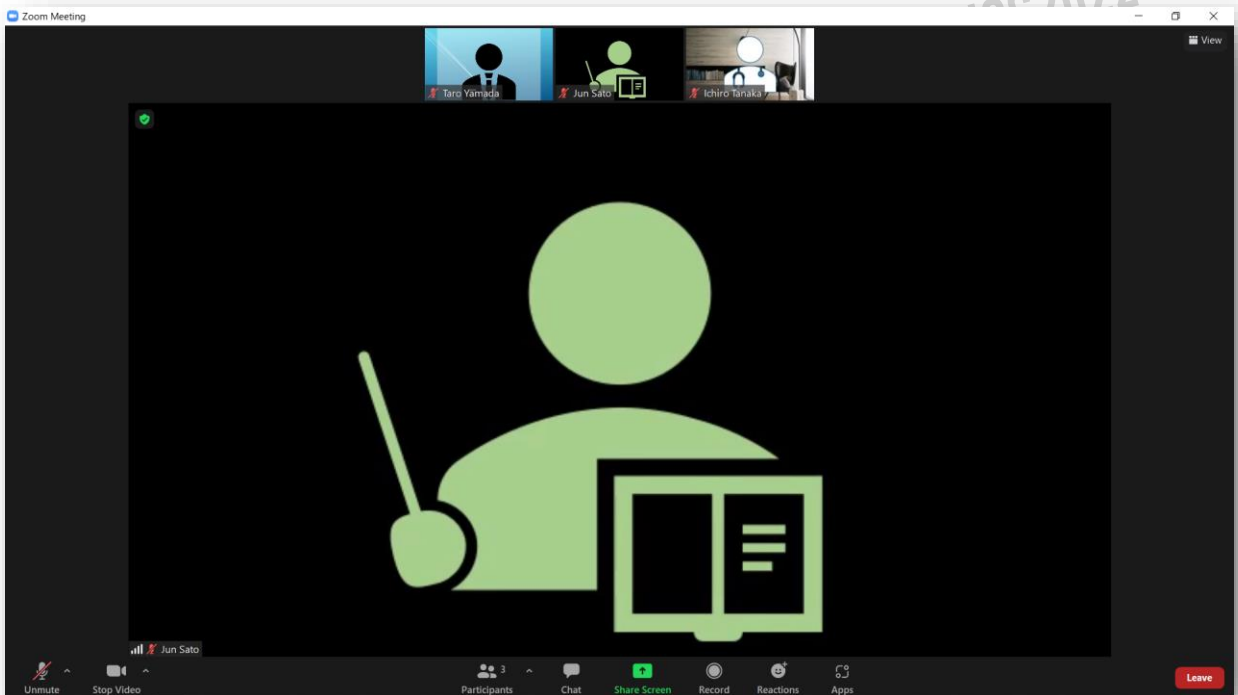 Zoom Meeting
View
Taro Yamada
Jun Sato
Ichiro Tanaka
Jun Sato
Unmute
Stop Video
Participants
3
Chat
Share Screen
Record
Reactions
Apps
Leave